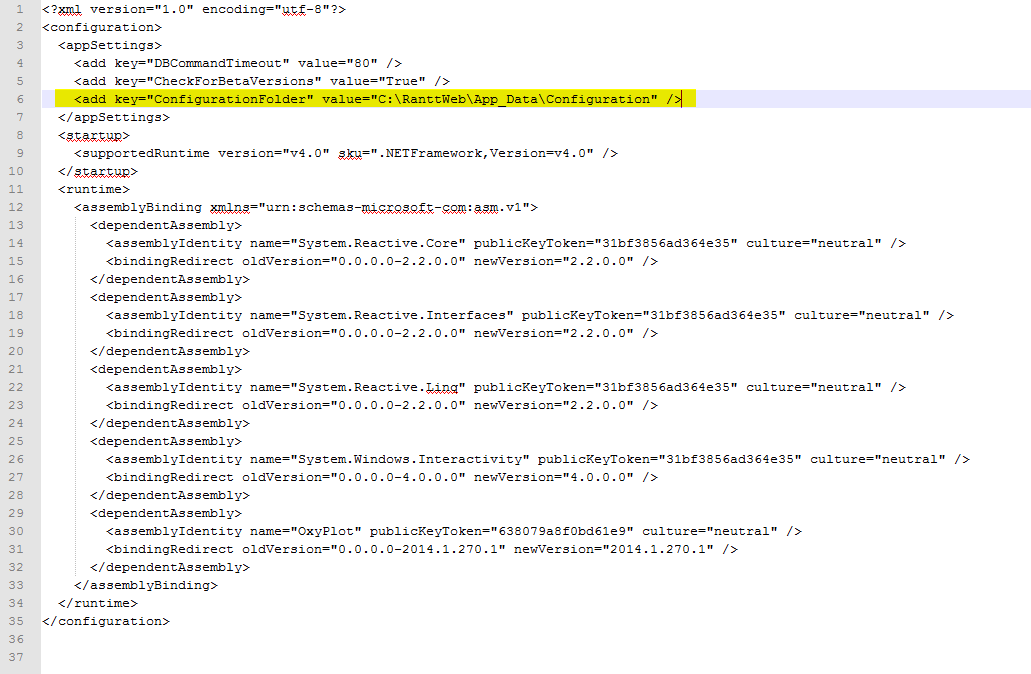 1 <?xml version="1.0" encoding="utf-8"?>
2 <configuration>
3 <appSettings>
4 <add key="DBCommandTimeout" value="80" />
5 <add key="CheckForBetaVersions" value="True" />
6 <add key="ConfigurationFolder" value="C:\RanttWeb\App_Data\Configuration" />
7 </appSettings>
8 <startup>
9 <supportedRuntime version="v4.0" sku=".NETFramework,Version=v4.0" />
10 </startup>
11 <runtime>
12 <assemblyBinding xmlns="urn:schemas-microsoft-com:asm.v1">
13 <dependentAssembly>
14 <assemblyIdentity name="System.Reactive.Core" publicKeyToken="31bf3856ad364e35" culture="neutral" />
15 <bindingRedirect oldVersion="0.0.0.0-2.2.0.0" newVersion="2.2.0.0" />
16 </dependentAssembly>
17 <dependentAssembly>
18 <assemblyIdentity name="System.Reactive.Interfaces" publicKeyToken="31bf3856ad364e35" culture="neutral" />
19 <bindingRedirect oldVersion="0.0.0.0-2.2.0.0" newVersion="2.2.0.0" />
20 </dependentAssembly>
21 <dependentAssembly>
22 <assemblyIdentity name="System.Reactive.Linq" publicKeyToken="31bf3856ad364e35" culture="neutral" />
23 <bindingRedirect oldVersion="0.0.0.0-2.2.0.0" newVersion="2.2.0.0" />
24 </dependentAssembly>
25 <dependentAssembly>
26 <assemblyIdentity name="System.Windows.Interactivity" publicKeyToken="31bf3856ad364e35" culture="neutral" />
27 <bindingRedirect oldVersion="0.0.0.0-4.0.0.0" newVersion="4.0.0.0" />
28 </dependentAssembly>
29 <dependentAssembly>
30 <assemblyIdentity name="OxyPlot" publicKeyToken="638079a8f0bd61e9" culture="neutral" />
31 <bindingRedirect oldVersion="0.0.0.0-2014.1.270.1" newVersion="2014.1.270.1" />
32 </dependentAssembly>
33 </assemblyBinding>
34 </runtime>
35 </configuration>
36
37